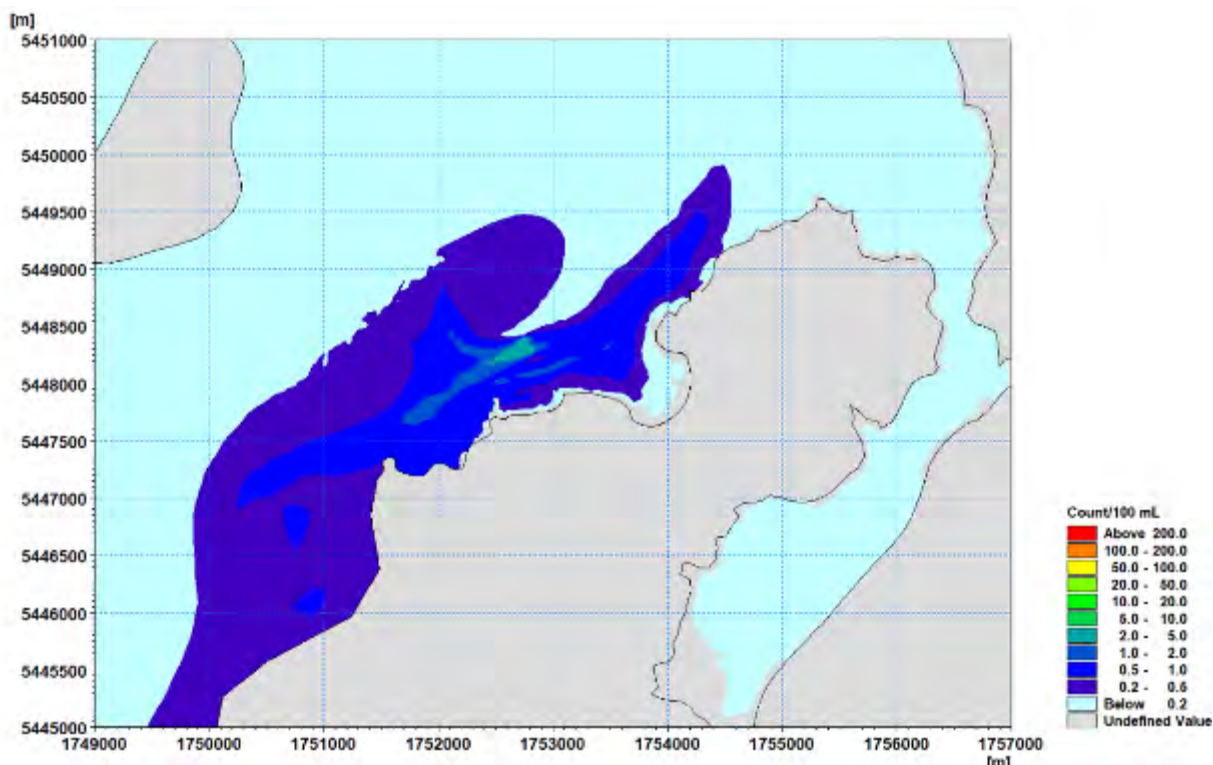 [m]
5451000
5450500
5450000
5449500
5449000
5448500
5448000
5447500
5447000
5446500
5446000
5445500
5445000
1749000 1750000 1751000 1752000 1753000 1754000 1755000 1756000 1757000
[m]
Count/100 mL
Above 200.0
100.0 - 200.0
50.0 - 100.0
20.0 - 50.0
10.0 - 20.0
5.0 - 10.0
2.0 - 5.0
1.0 - 2.0
0.5 - 1.0
0.2 - 0.5
Below 0.2
Undefined Value